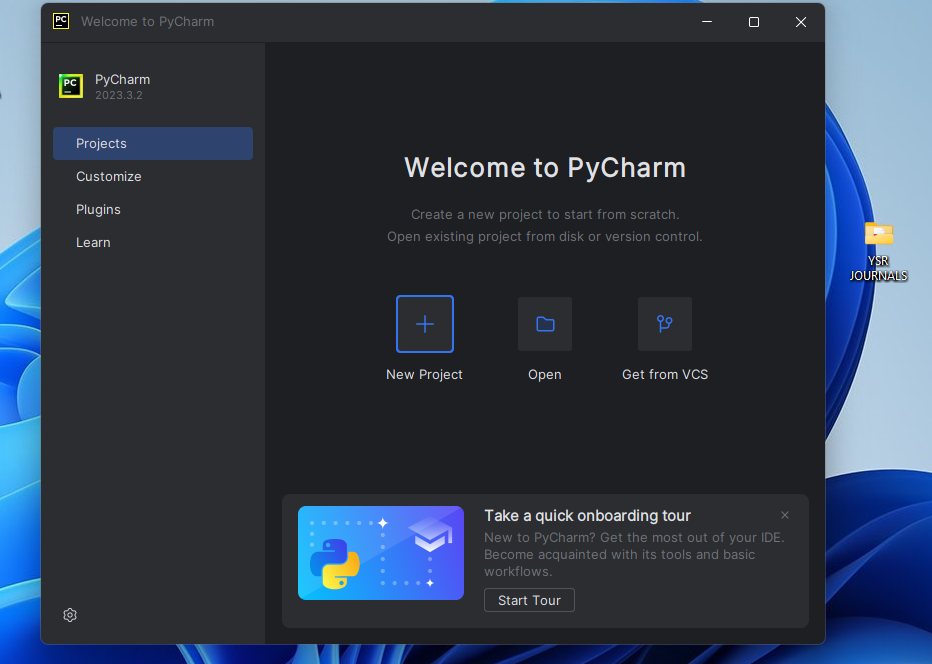 PC Welcome to PyCharm
PC
PyCharm
2023.3.2
Projects
Customize
Plugins
Learn
Welcome to PyCharm
Create a new project to start from scratch.
Open existing project from disk or version control.
New Project
Open
Get from VCS
Take a quick onboarding tour
New to PyCharm? Get the most out of your IDE.
Become acquainted with its tools and basic
workflows.
Start Tour
YSR
JOURNALS